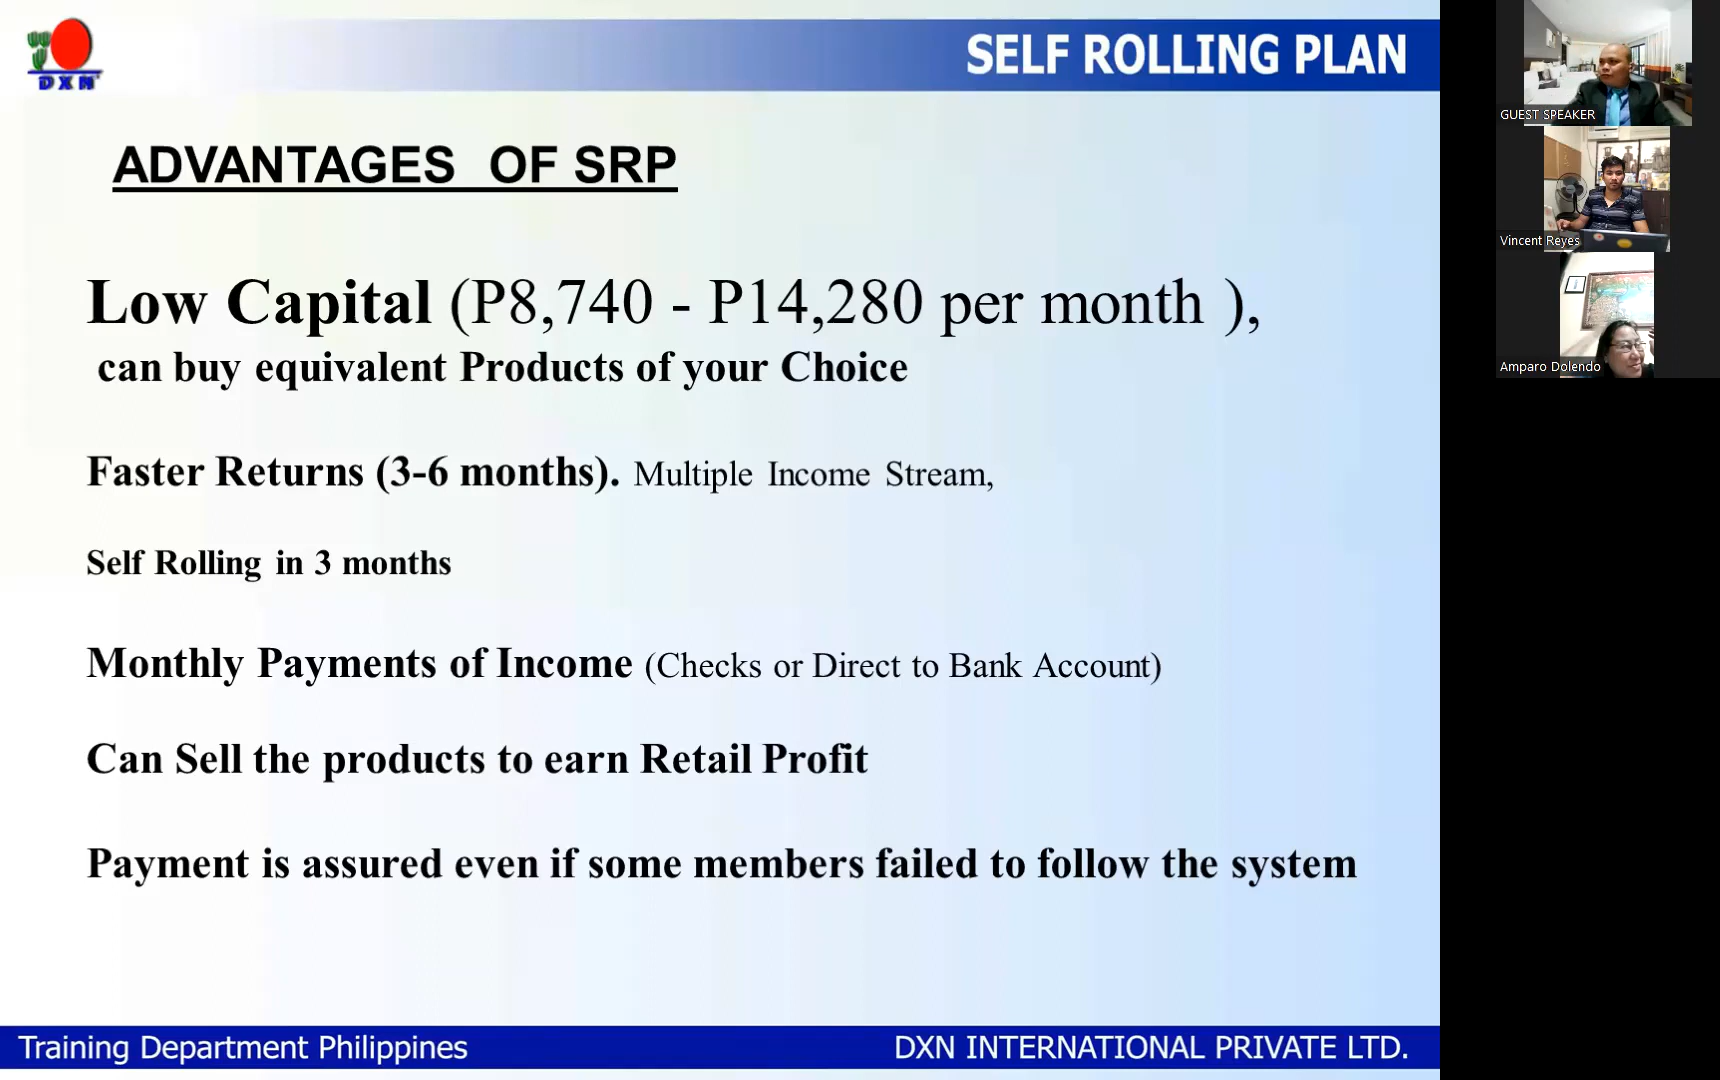 DXN
SELF ROLLING PLAN
ADVANTAGES OF SRP
Low Capital (P8,740 - P14,280 per month ),
can buy equivalent Products of your Choice
Faster Returns (3-6 months). Multiple Income Stream,
Self Rolling in 3 months
Monthly Payments of Income (Checks or Direct to Bank Account)
Can Sell the products to earn Retail Profit
Payment is assured even if some members failed to follow the system
Training Department Philippines
DXN INTERNATIONAL PRIVATE LTD.
GUEST SPEAKER
Vincent Reyes
Amparo Dolendo